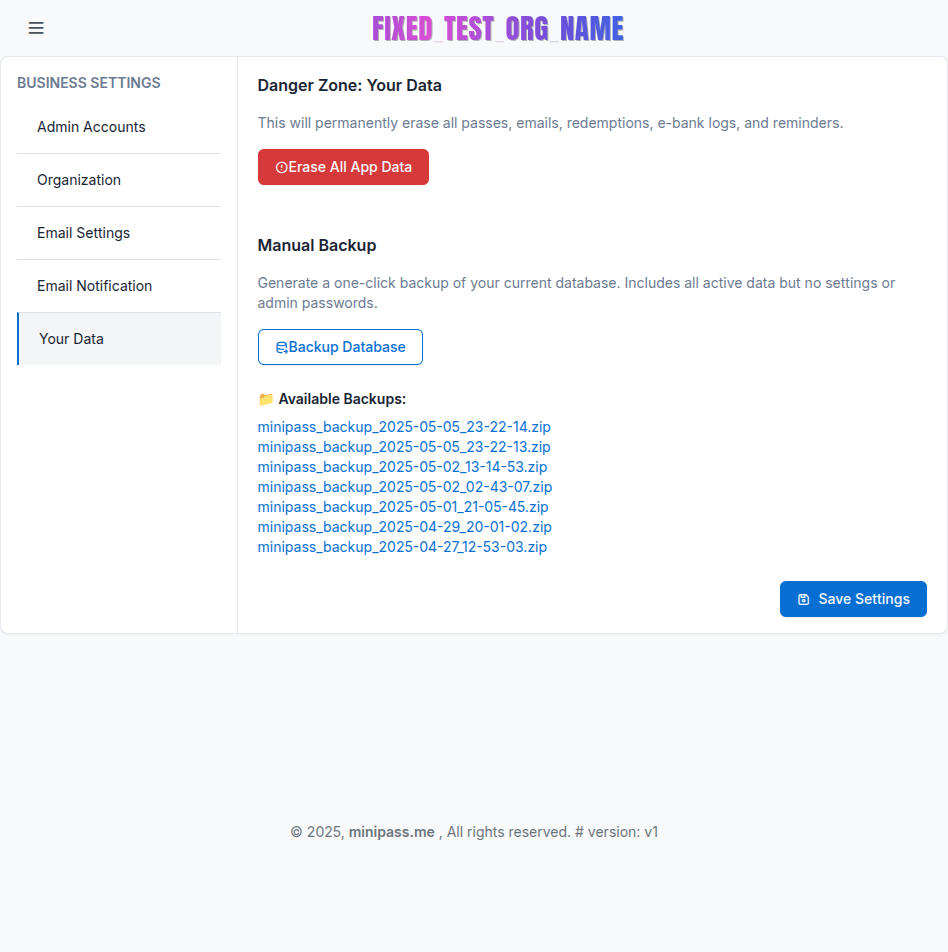 FIXED_TEST_ORG_NAME
BUSINESS SETTINGS
Admin Accounts
Organization
Email Settings
Email Notification
Your Data
Danger Zone: Your Data
This will permanently erase all passes, emails, redemptions, e-bank logs, and reminders.
Erase All App Data
Manual Backup
Generate a one-click backup of your current database. Includes all active data but no settings or
admin passwords.
Backup Database
📁 Available Backups:
minipass_backup_2025-05-05_23-22-14.zip
minipass_backup_2025-05-05_23-22-13.zip
minipass_backup_2025-05-02_13-14-53.zip
minipass_backup_2025-05-02_02-43-07.zip
minipass_backup_2025-05-01_21-05-45.zip
minipass_backup_2025-04-29_20-01-02.zip
minipass_backup_2025-04-27_12-53-03.zip
Save Settings
© 2025, minipass.me , All rights reserved. # version: v1